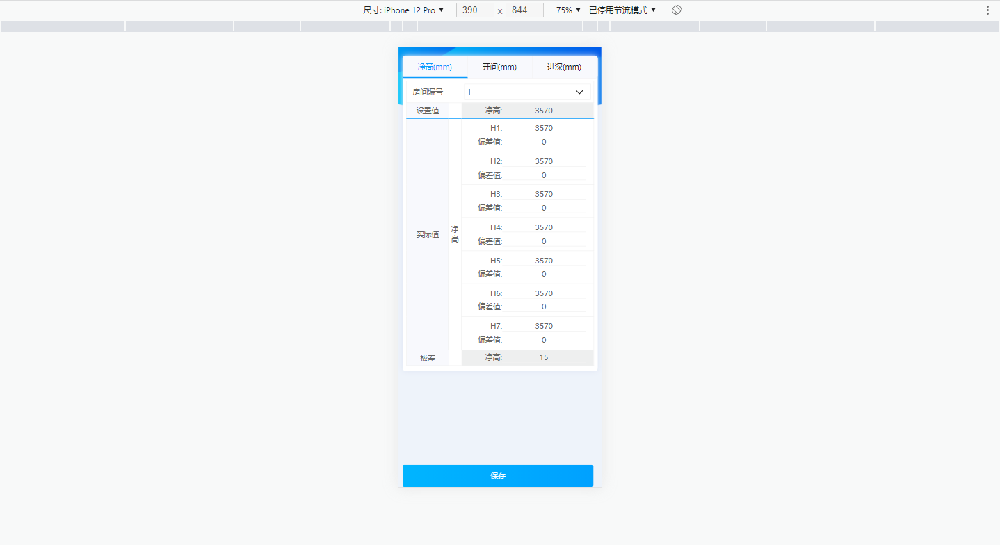 尺寸: iPhone 12 Pro ▼ 390 × 844 75% ▼ 已停用节流模式 ▼
净高(mm) 开间(mm) 进深(mm)
房间编号 1
设置值 净高: 3570
H1: 3570
偏差值: 0
H2: 3570
偏差值: 0
H3: 3570
偏差值: 0
实际值 净高 H4: 3570
偏差值: 0
H5: 3570
偏差值: 0
H6: 3570
偏差值: 0
H7: 3570
偏差值: 0
极差 净高: 15
保存